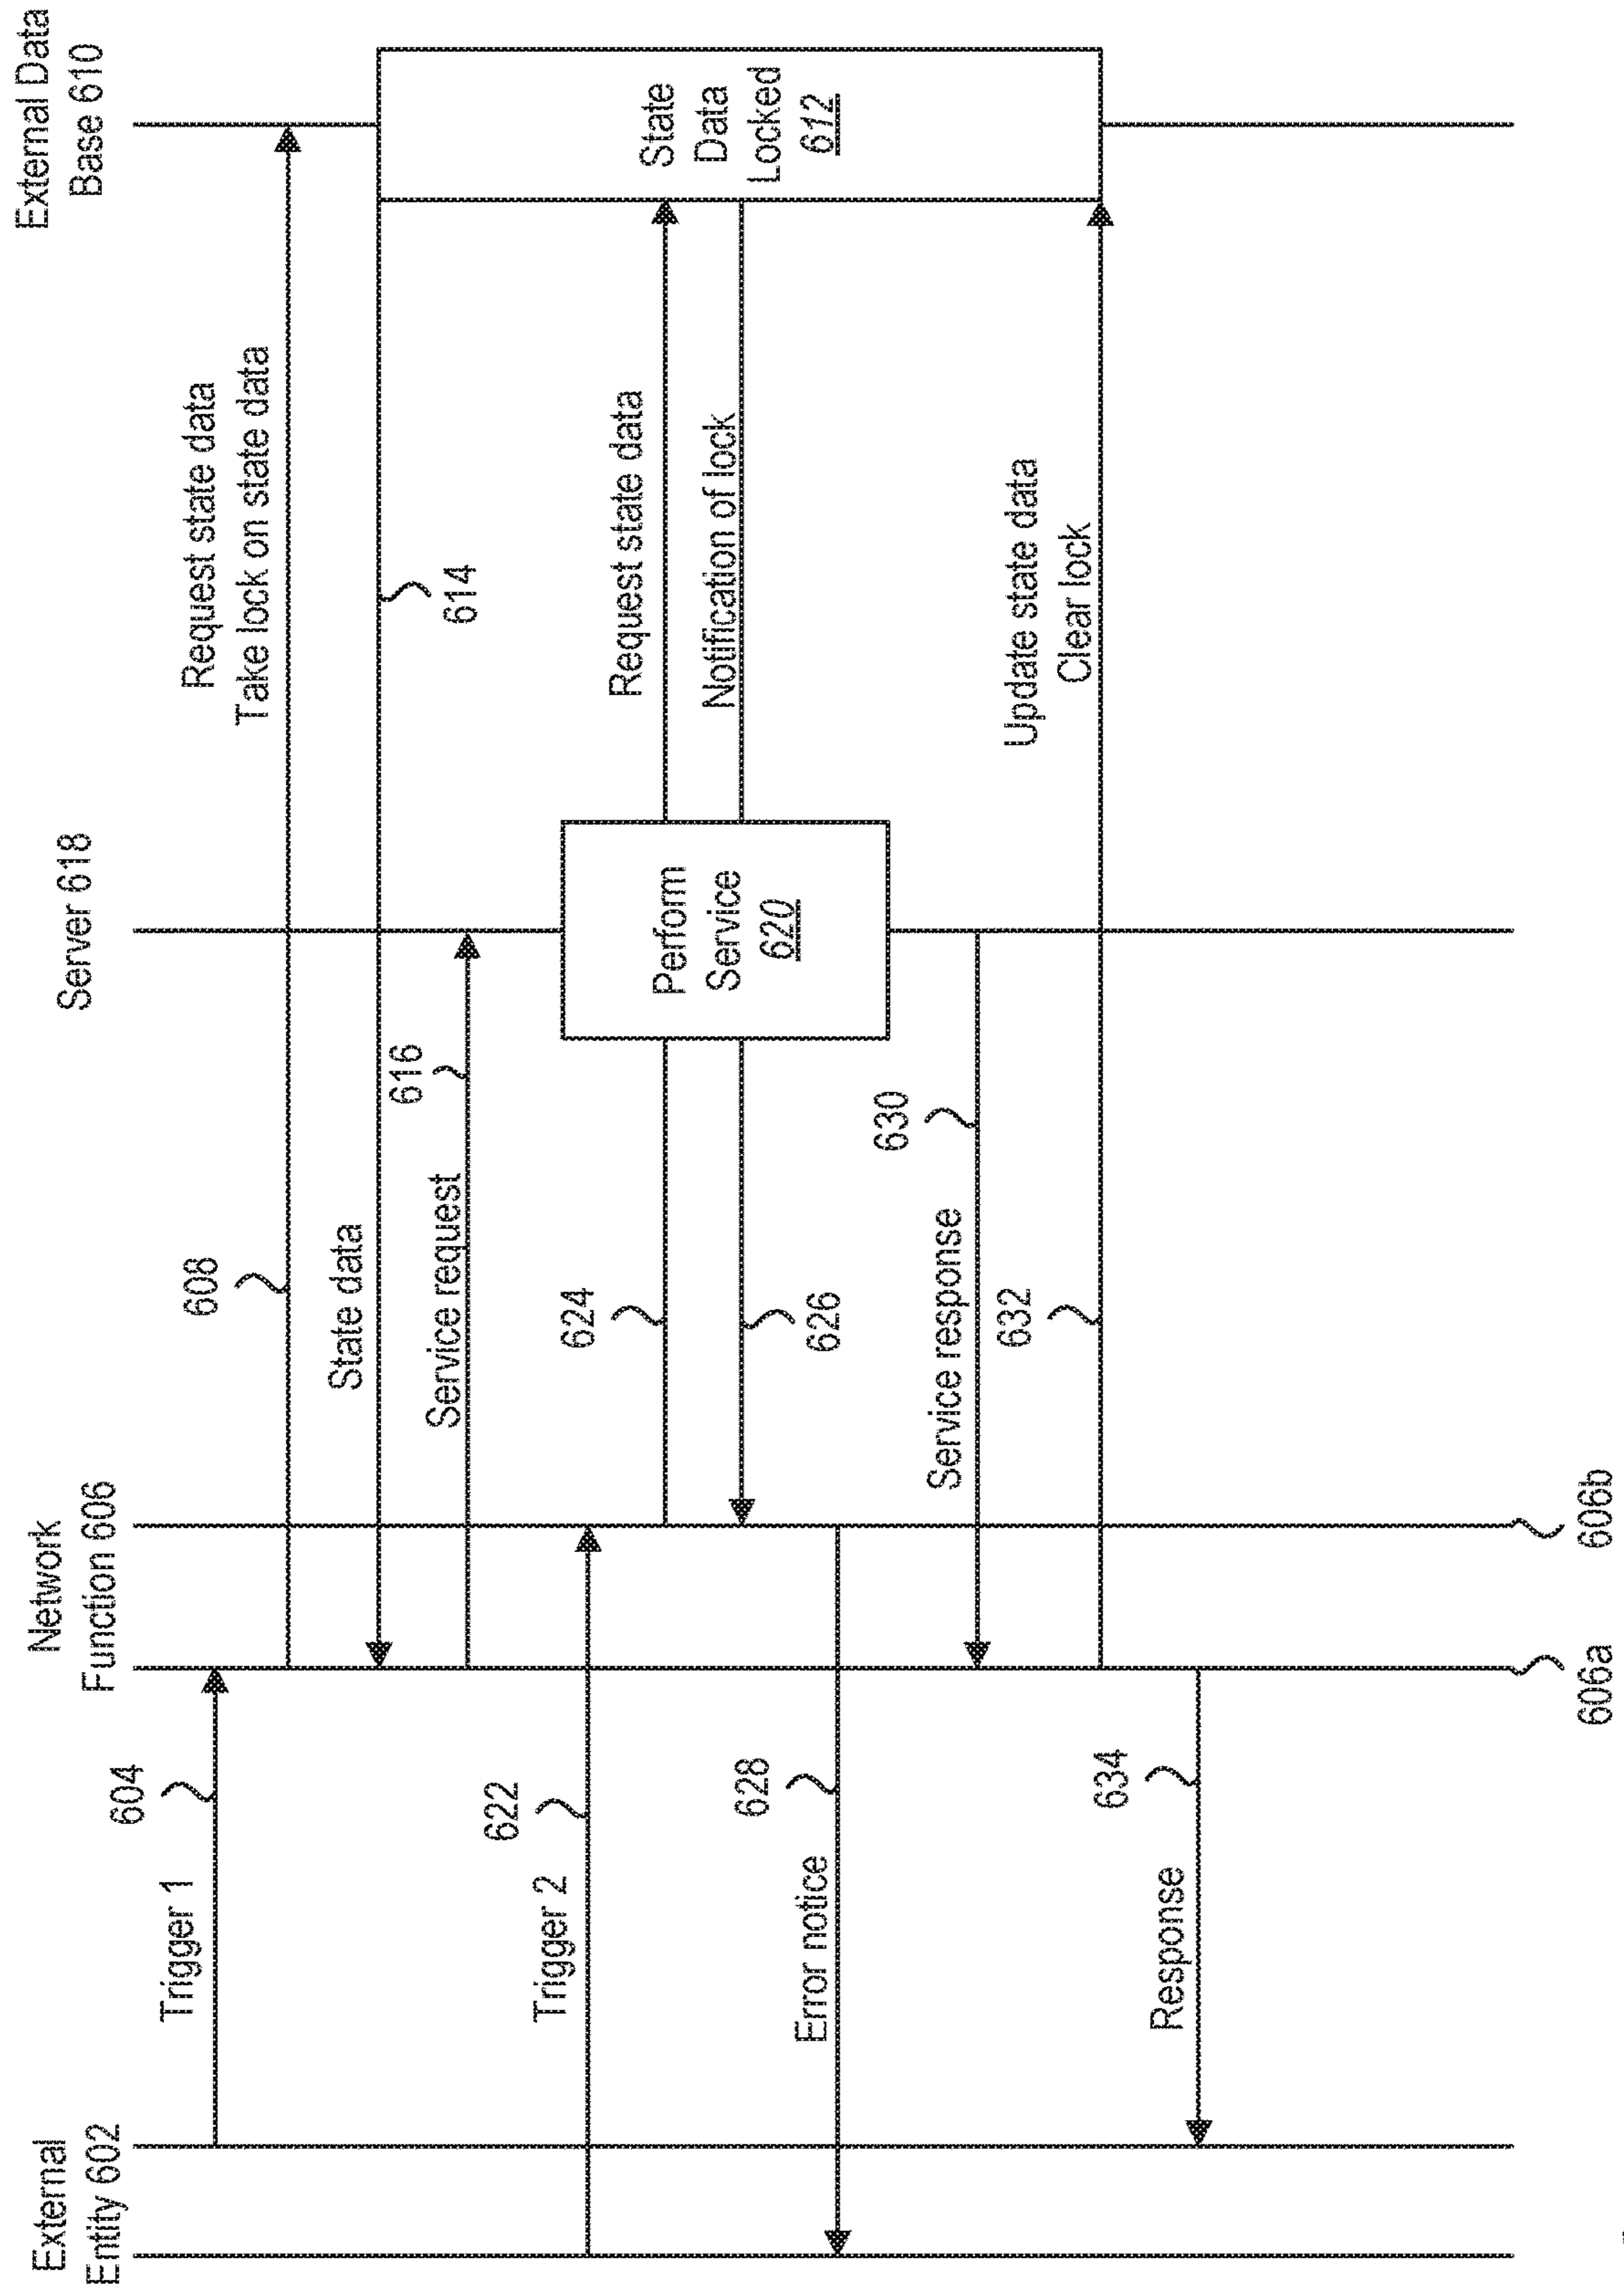 External
Entity 602
Network
Function 606
Server 618
External Data
Base 610
Trigger 1
604
608
Request state data
Take lock on state data
State data
614
Service request
616
State
Data
Locked
612
Perform
Service
620
Trigger 2
622
624
Request state data
626
Notification of lock
Error notice
628
Service response
630
632
Update state data
Clear lock
Response
634
606a
606b